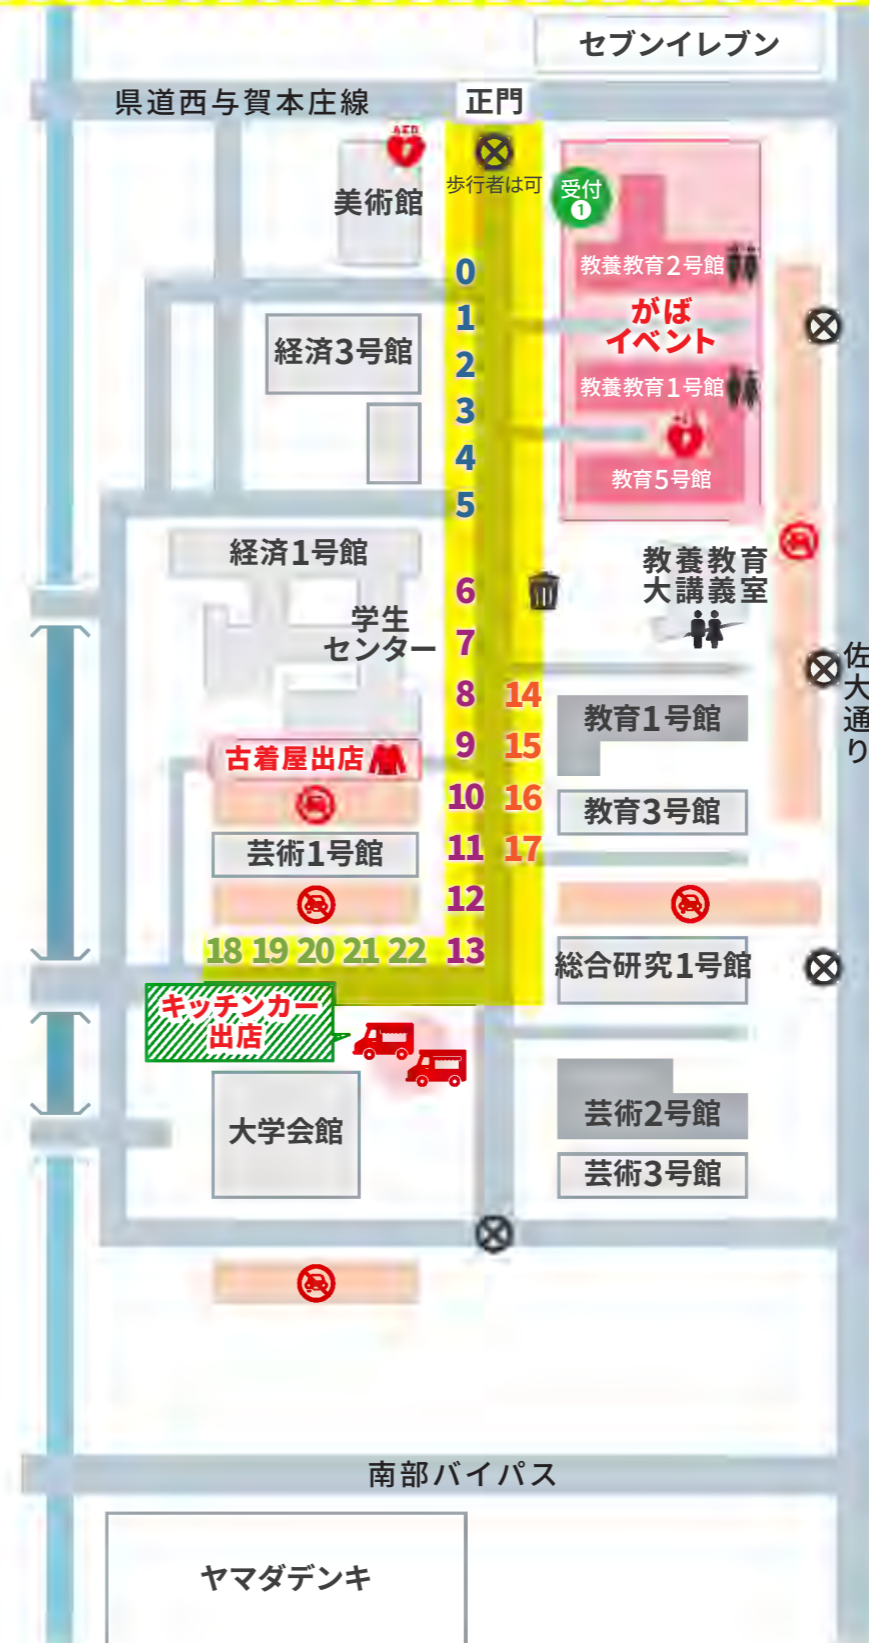 セブンイレブン
県道西与賀本庄線
正門
AED
歩行者は可
美術館
受付
1
教養教育2号館
0
1
がば
イベント
経済3号館
2
教養教育1号館
3
4
教育5号館
5
経済1号館
教養教育
大講義室
6
学生
センター
7
佐大通り
8
14
教育1号館
9
15
古着屋出店
10
16
教育3号館
11
17
芸術1号館
12
18 19 20 21 22 13
総合研究1号館
キッチンカー
出店
大学会館
芸術2号館
芸術3号館
南部バイパス
ヤマダデンキ